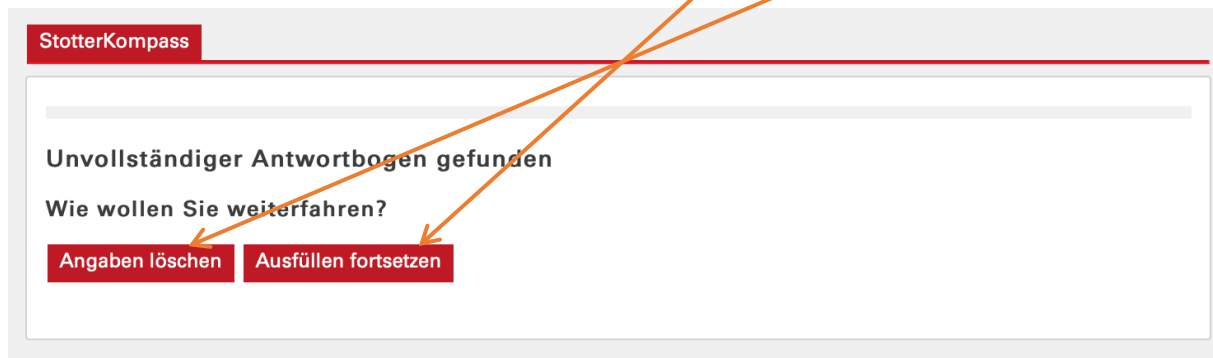 StotterKompass
Unvollständiger Antwortbogen gefunden
Wie wollen Sie weiterfahren?
Angaben löschen Ausfüllen fortsetzen